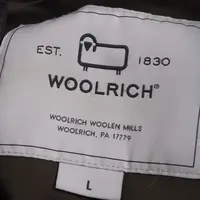 EST. 1830
WOOLRICH®
WOOLRICH WOOLEN MILLS
WOOLRICH, PA 17779
L